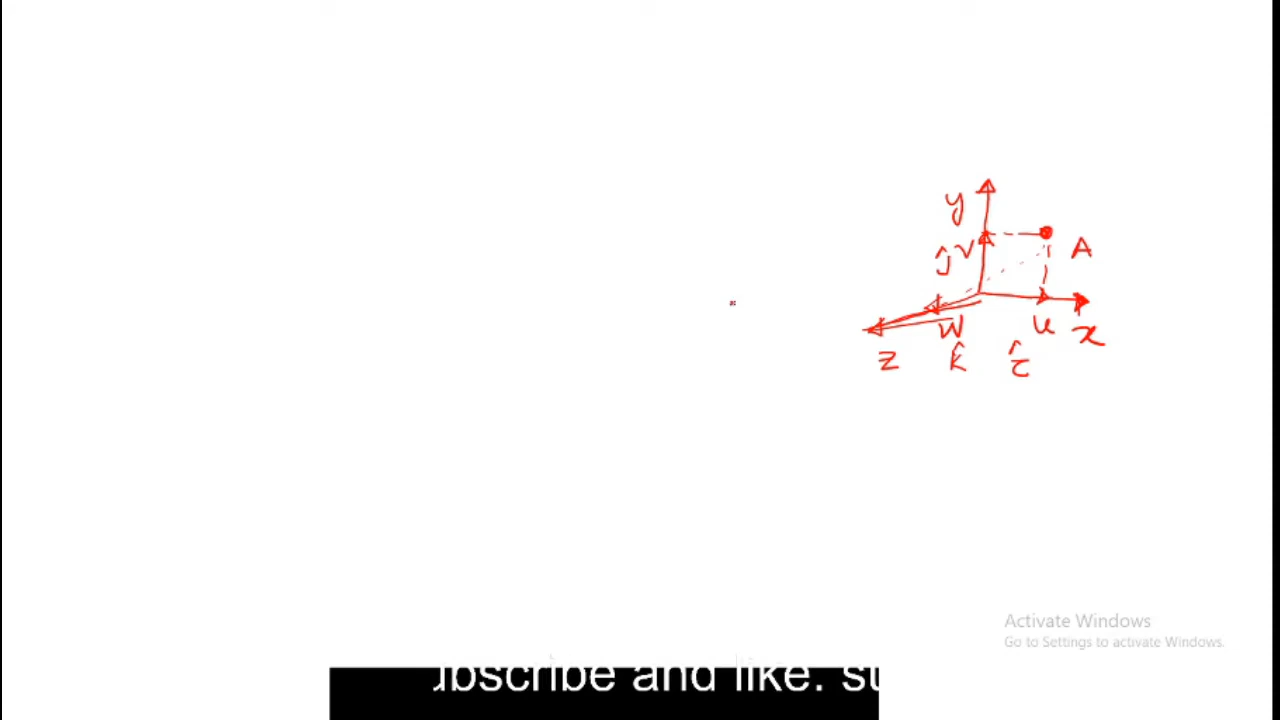 y
ĵ V A
W u x
z k̂ î
Activate Windows
Go to Settings to activate Windows.
ubscribe and like. su